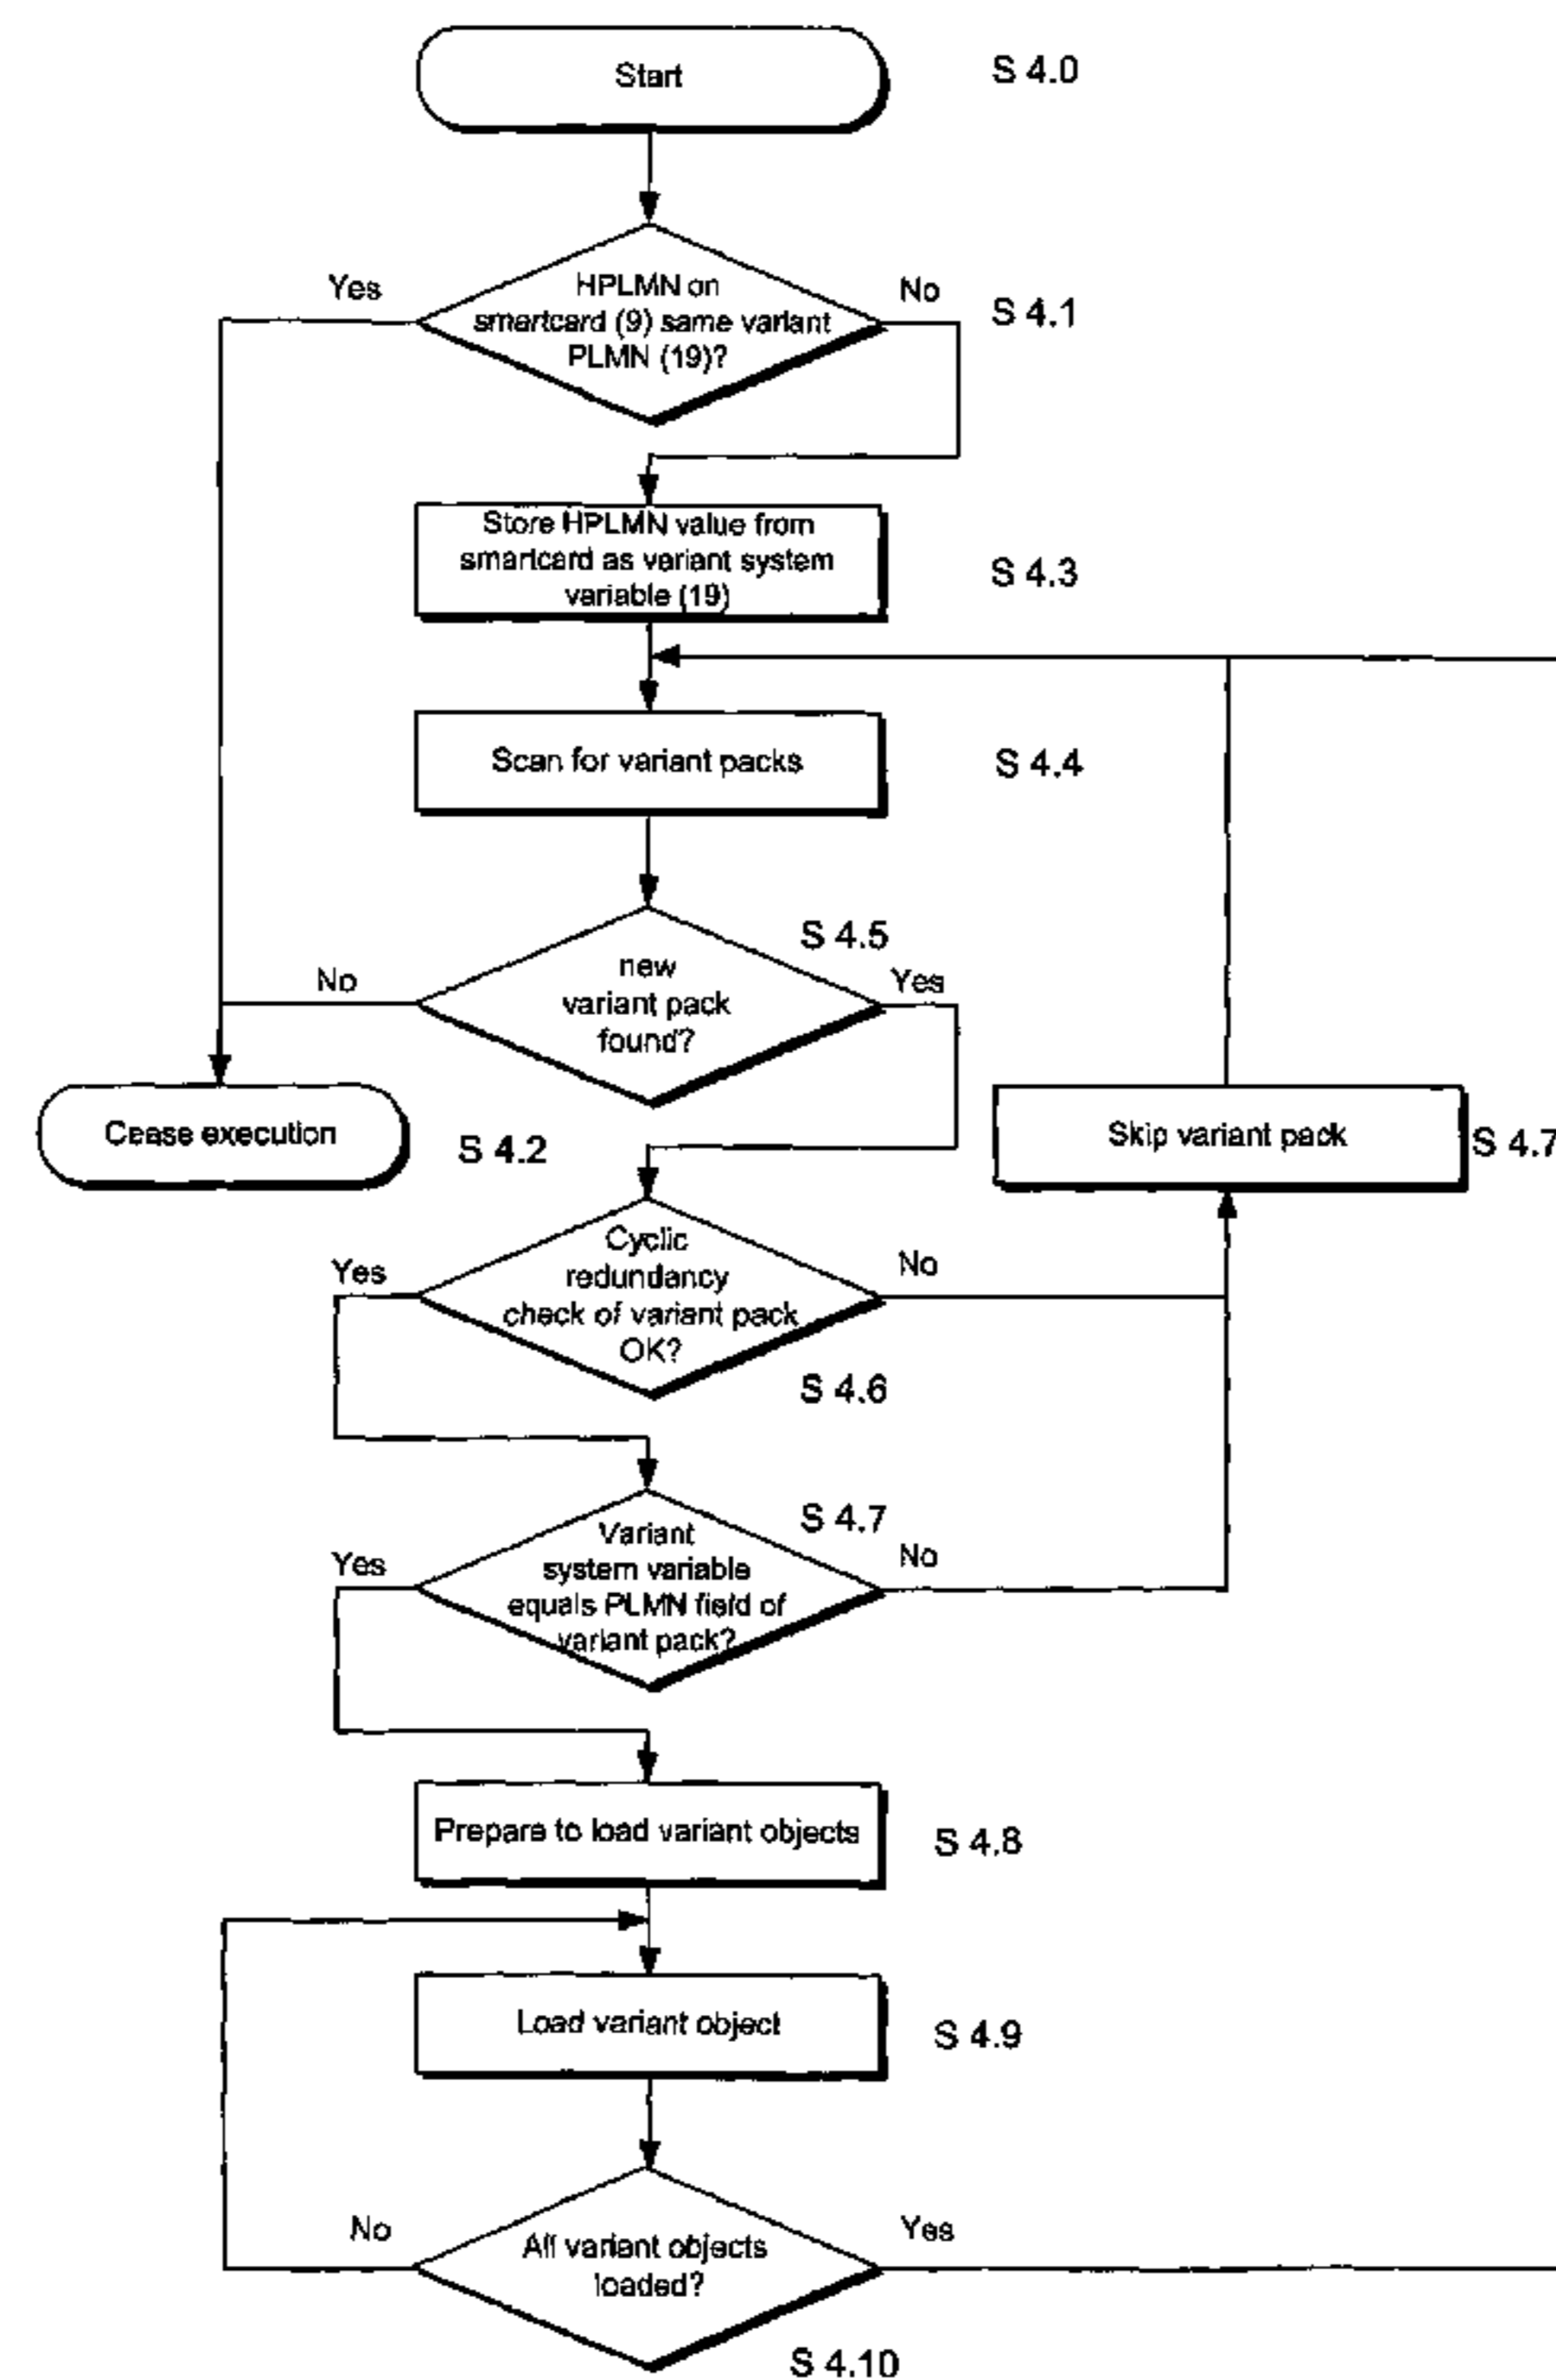 Start
S 4.0
Yes
HPLMN on
smartcard (9) same variant
PLMN (19)?
No
S 4.1
Store HPLMN value from
smartcard as variant system
variable (19)
S 4.3
Scan for variant packs
S 4.4
S 4.5
No
new
variant pack
found?
Yes
Cease execution
S 4.2
Skip variant pack
S 4.7
Yes
Cyclic
redundancy
check of variant pack
OK?
No
S 4.6
S 4.7
Yes
Variant
system variable
equals PLMN field of
variant pack?
No
Prepare to load variant objects
S 4.8
Load variant object
S 4.9
No
All variant objects
loaded?
Yes
S 4.10